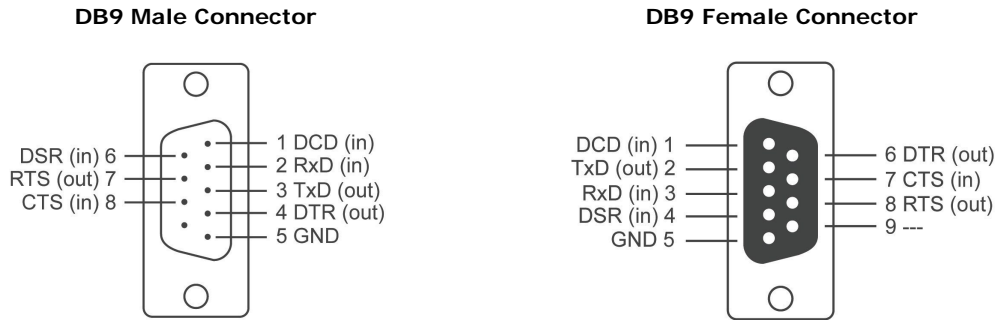 DB9 Male Connector
DSR (in) 6
RTS (out) 7
CTS (in) 8
1 DCD (in)
2 RxD (in)
3 TxD (out)
4 DTR (out)
5 GND
DB9 Female Connector
DCD (in) 1
TxD (out) 2
RxD (in) 3
DSR (in) 4
GND 5
6 DTR (out)
7 CTS (in)
8 RTS (out)
9 ---